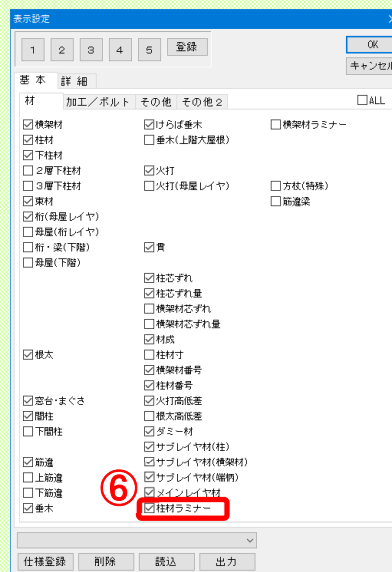 表示設定
1 2 3 4 5 登録
OK
キャンセル
基 本 詳 細
材 加工／ボルト その他 その他２ ALL
横架材 けらば垂木 横架材ラミナー
柱材 垂木(上階大屋根)
下柱材
２層下柱材 火打
３層下柱材 火打(母屋レイヤ) 方杖(特殊)
束材 筋違梁
桁(母屋レイヤ)
母屋(桁レイヤ)
桁・梁(下階) 貫
母屋(下階)
柱芯ずれ
柱芯ずれ量
横架材芯ずれ
横架材芯ずれ量
材成
根太 柱材寸
横架材番号
柱材番号
窓台・まぐさ 火打高低差
間柱 根太高低差
下間柱 ダミー材
サブレイヤ材(柱)
筋違 サブレイヤ材(横架材)
上筋違 サブレイヤ材(端柄)
下筋違 メインレイヤ材
垂木 柱材ラミナー
⑥
仕様登録 削除 読込 出力